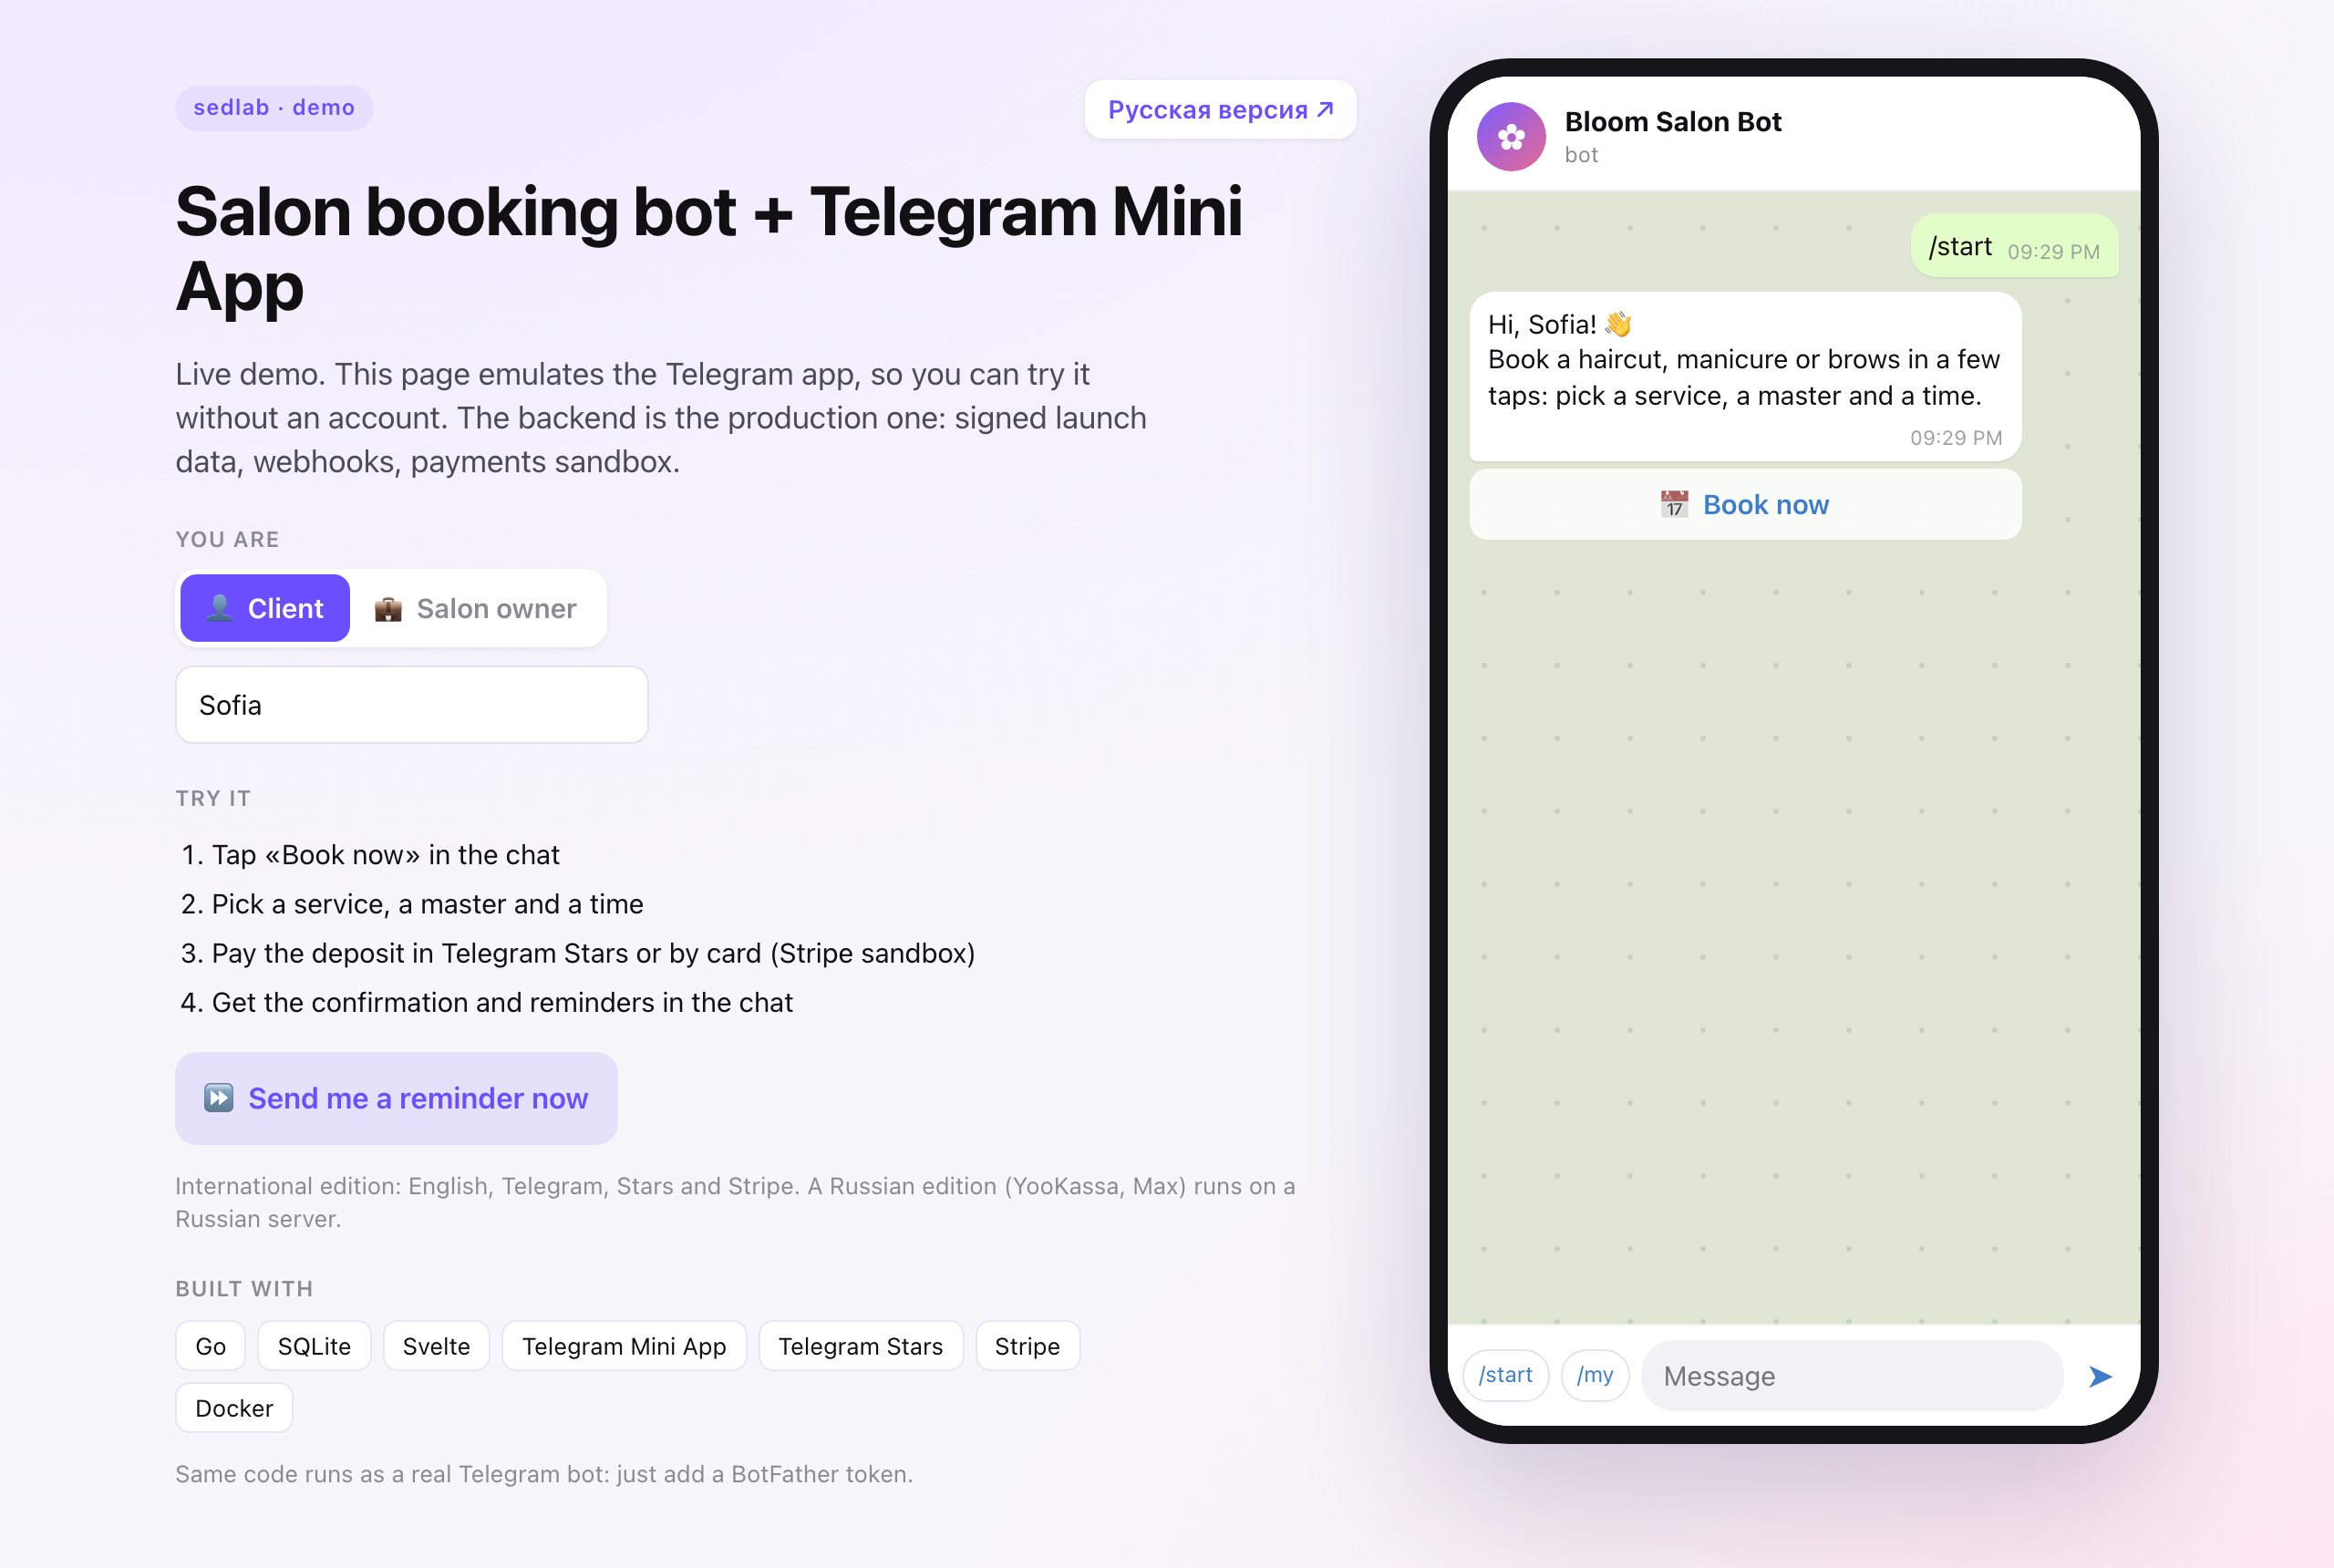 sedlab · demo
Русская версия ↗
Salon booking bot + Telegram Mini
App
Live demo. This page emulates the Telegram app, so you can try it
without an account. The backend is the production one: signed launch
data, webhooks, payments sandbox.
YOU ARE
Client
Salon owner
Sofia
TRY IT
1. Tap «Book now» in the chat
2. Pick a service, a master and a time
3. Pay the deposit in Telegram Stars or by card (Stripe sandbox)
4. Get the confirmation and reminders in the chat
Send me a reminder now
International edition: English, Telegram, Stars and Stripe. A Russian edition (YooKassa, Max) runs on a
Russian server.
BUILT WITH
Go
SQLite
Svelte
Telegram Mini App
Telegram Stars
Stripe
Docker
Same code runs as a real Telegram bot: just add a BotFather token.
Bloom Salon Bot
bot
/start 09:29 PM
Hi, Sofia! 👋
Book a haircut, manicure or brows in a few
taps: pick a service, a master and a time.
09:29 PM
📅 Book now
/start
/my
Message